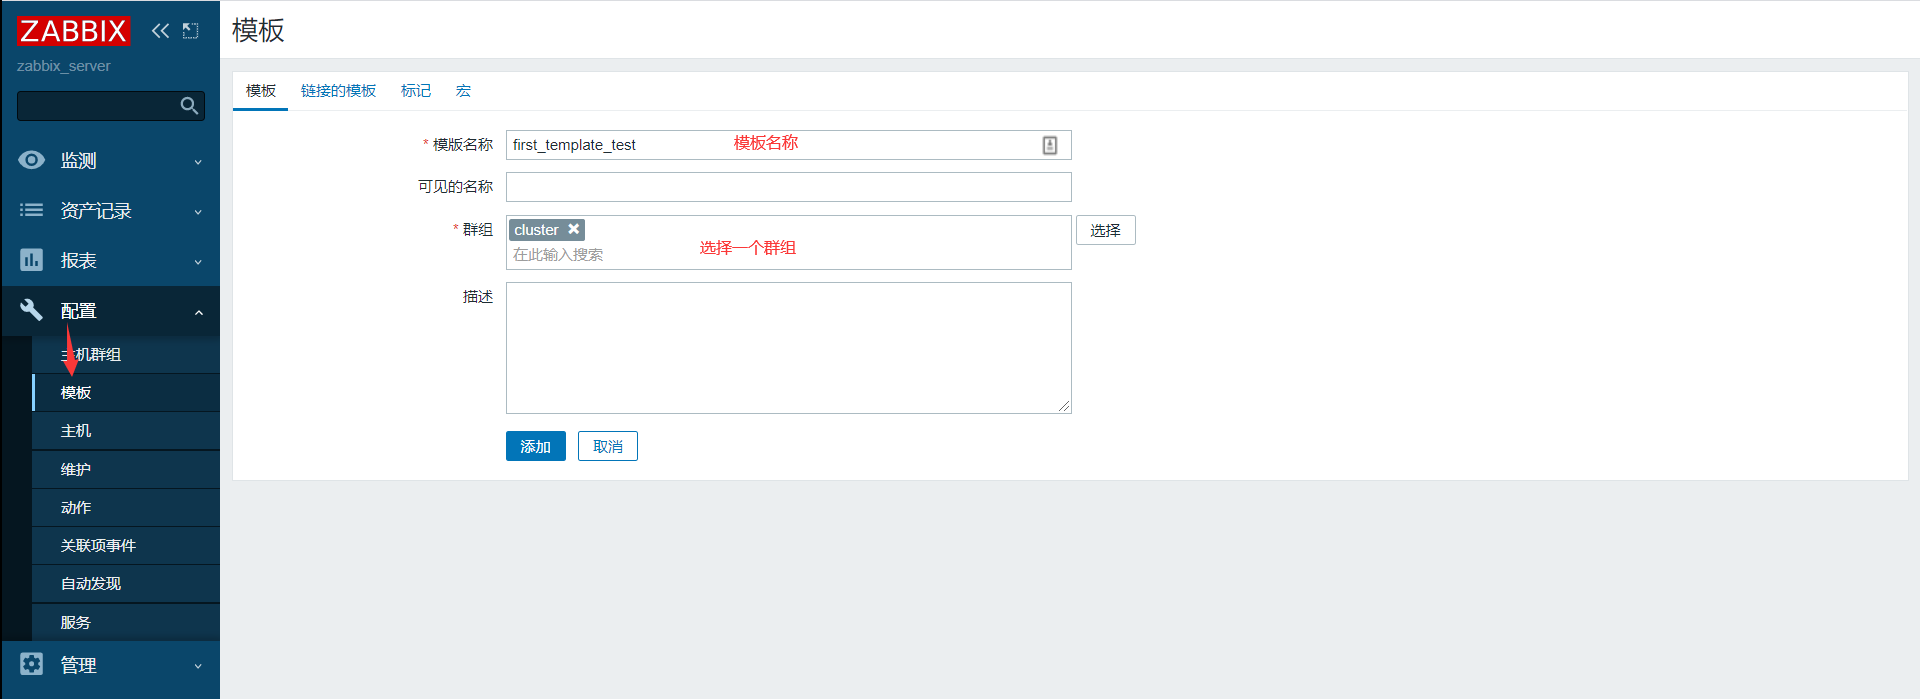 ZABBIX
zabbix_server
监测
资产记录
报表
配置
主机群组
模板
主机
维护
动作
关联项事件
自动发现
服务
管理
模板
模板 链接的模板 标记 宏
* 模版名称 first_template_test 模板名称
可见的名称
* 群组 cluster 选择
在此输入搜索 选择一个群组
描述
添加 取消